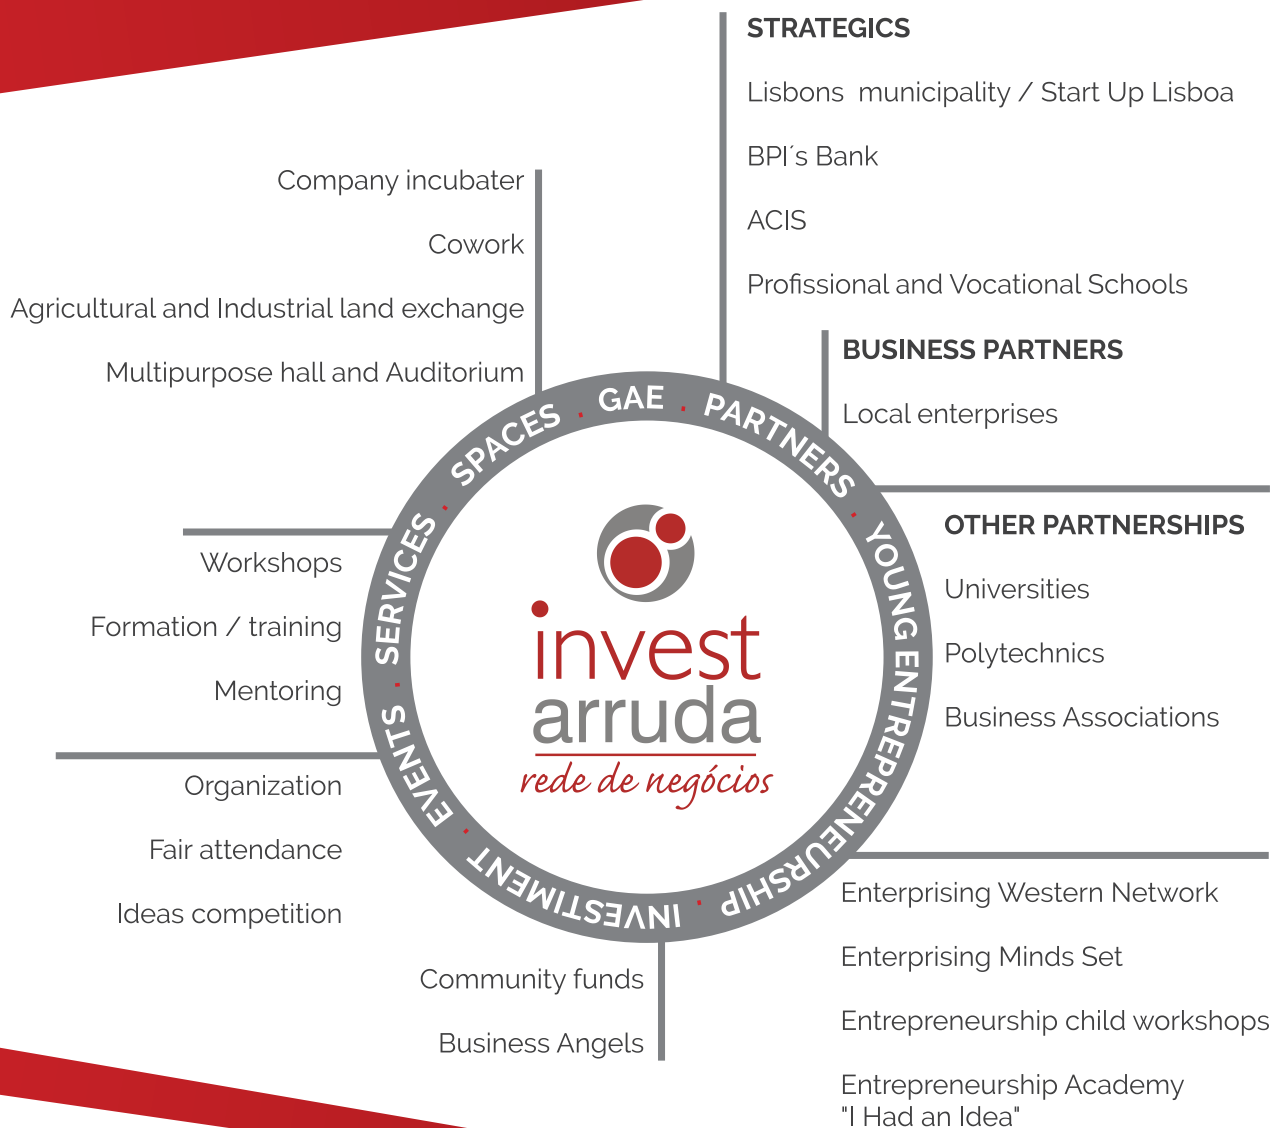 STRATEGICS
Lisbons municipality / Start Up Lisboa
BPI´s Bank
ACIS
Profissional and Vocational Schools
BUSINESS PARTNERS
Local enterprises
OTHER PARTNERSHIPS
Universities
Polytechnics
Business Associations
Enterprising Western Network
Enterprising Minds Set
Entrepreneurship child workshops
Entrepreneurship Academy
"I Had an Idea"
Community funds
Business Angels
Organization
Fair attendance
Ideas competition
Workshops
Formation / training
Mentoring
Company incubater
Cowork
Agricultural and Industrial land exchange
Multipurpose hall and Auditorium
GAE . PARTNERS . YOUNG ENTREPRENEURSHIP . INVESTIMENT . EVENTS . SERVICES . SPACES .
invest
arruda
rede de negócios